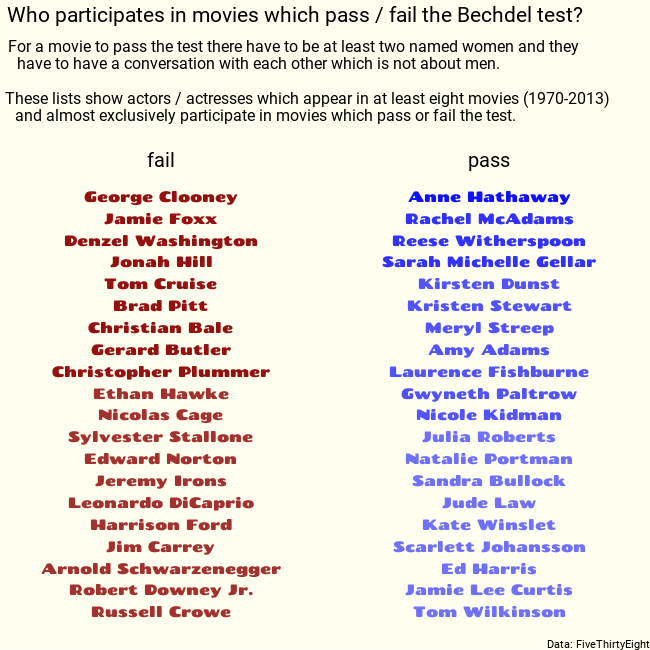 Who participates in movies which pass / fail the Bechdel test?
For a movie to pass the test there have to be at least two named women and they
have to have a conversation with each other which is not about men.
These lists show actors / actresses which appear in at least eight movies (1970-2013)
and almost exclusively participate in movies which pass or fail the test.
fail
George Clooney
Jamie Foxx
Denzel Washington
Jonah Hill
Tom Cruise
Brad Pitt
Christian Bale
Gerard Butler
Christopher Plummer
Ethan Hawke
Nicolas Cage
Sylvester Stallone
Edward Norton
Jeremy Irons
Leonardo DiCaprio
Harrison Ford
Jim Carrey
Arnold Schwarzenegger
Robert Downey Jr.
Russell Crowe
pass
Anne Hathaway
Rachel McAdams
Reese Witherspoon
Sarah Michelle Gellar
Kirsten Dunst
Kristen Stewart
Meryl Streep
Amy Adams
Laurence Fishburne
Gwyneth Paltrow
Nicole Kidman
Julia Roberts
Natalie Portman
Sandra Bullock
Jude Law
Kate Winslet
Scarlett Johansson
Ed Harris
Jamie Lee Curtis
Tom Wilkinson
Data: FiveThirtyEight